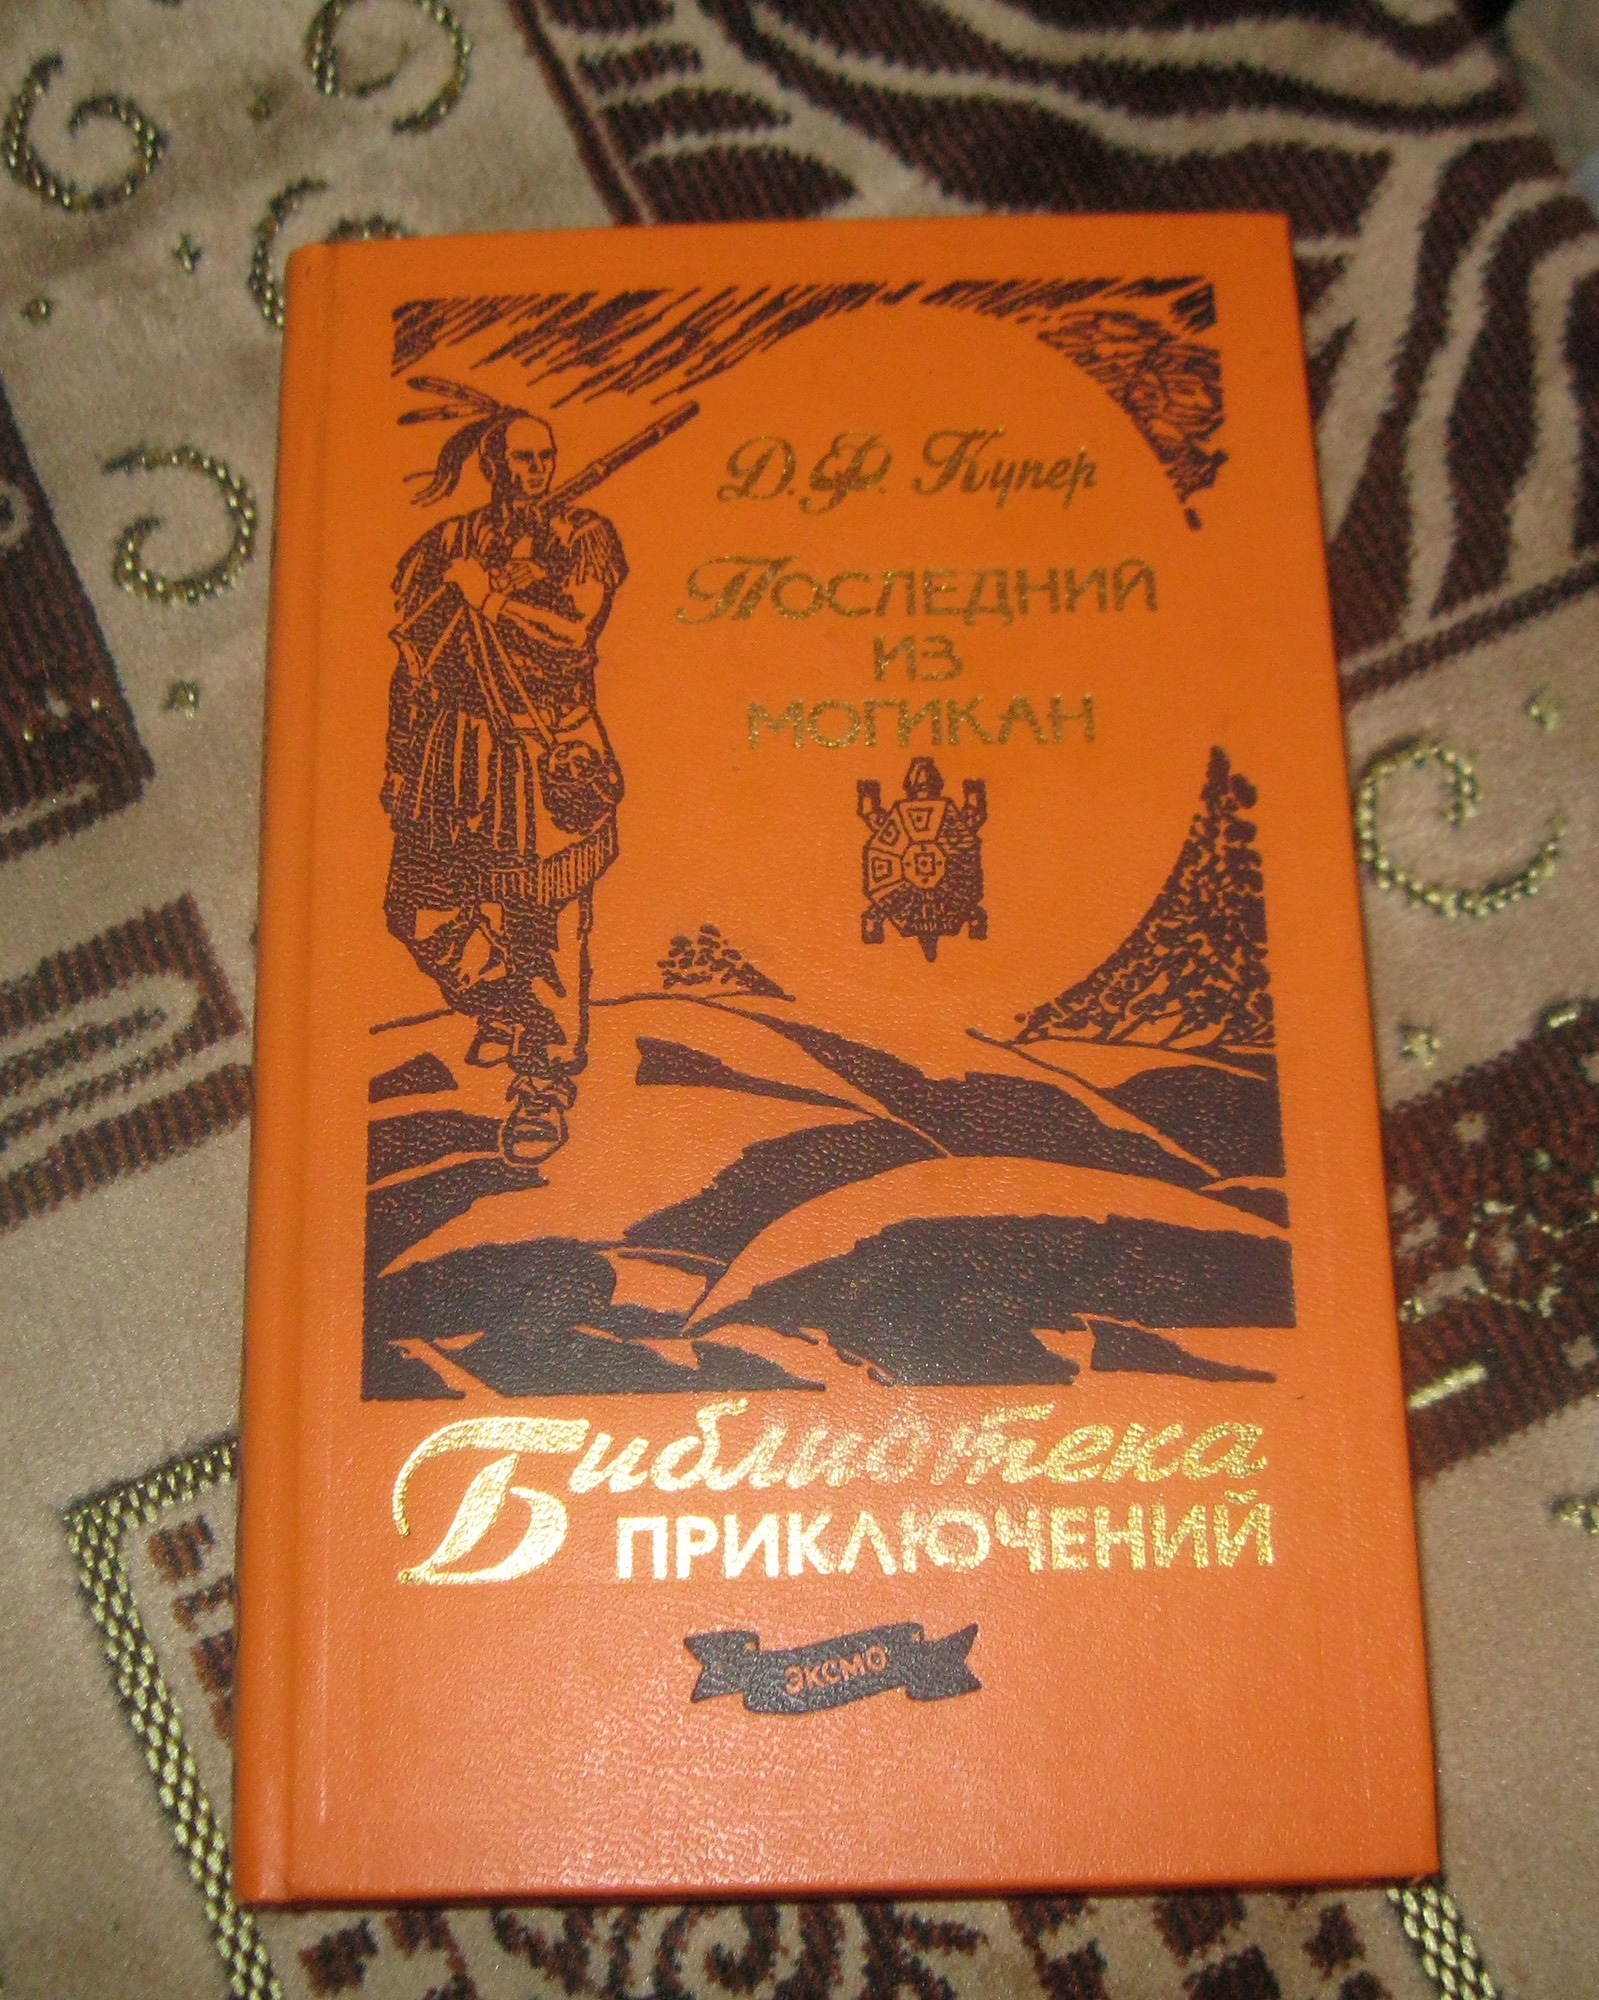 Д. Ф. Купер
Последний
из
могикан
Библиотека
приключений
эксмо